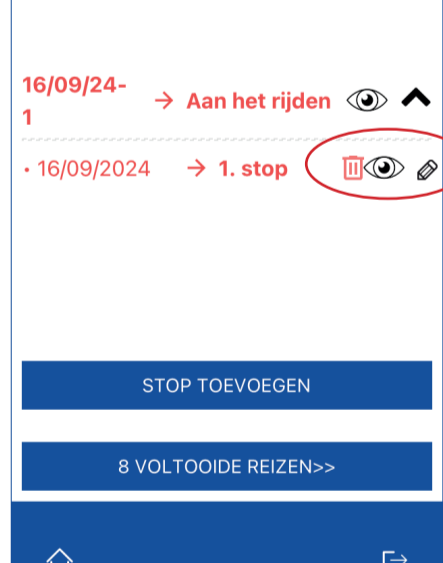 16/09/24-
1
→ Aan het rijden
• 16/09/2024 → 1. stop
STOP TOEVOEGEN
8 VOLTOOIDE REIZEN>>